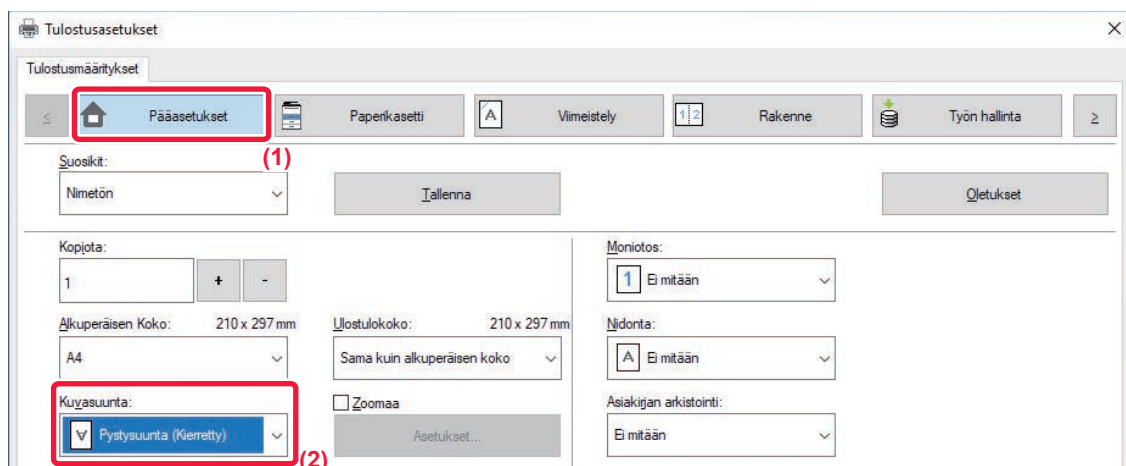 Tulostusasetukset
Tulostusmääritykset
≤ Pääasetukset Paperikasetti A Viimeistely 1 2 Rakenne Työn hallinta ≥
(1)
Suosikit:
Nimetön Tallenna Oletukset
Kopiota: Moniotos:
1 + - 1 Ei mitään
Alkuperäisen Koko: 210 x 297 mm Ulostulokoko: 210 x 297 mm Nidonta:
A4 Sama kuin alkuperäisen koko A Ei mitään
Kuvasuunta: Zoomaa Asiakirjan arkistointi:
A Pystysuunta (Kierretty) Asetukset... Ei mitään
(2)